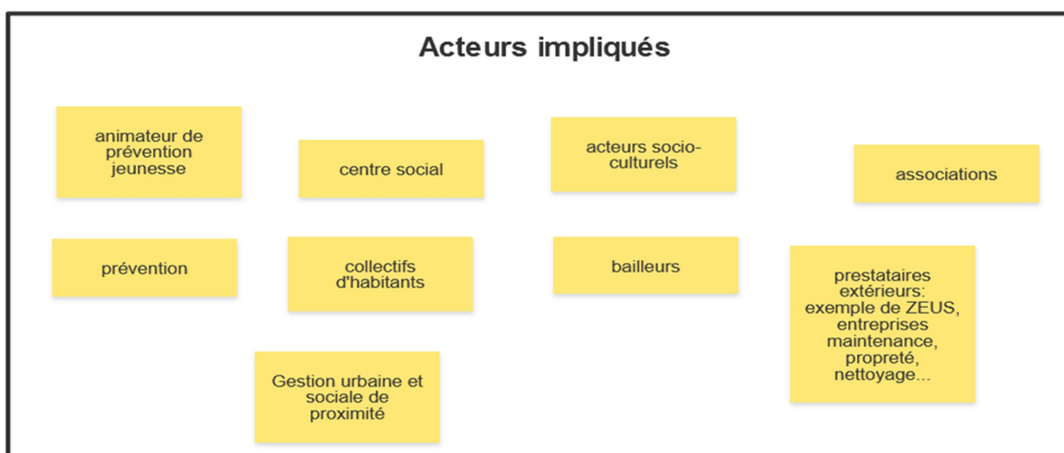 Acteurs impliqués
animateur de
prévention
jeunesse
centre social
acteurs socio-
culturels
associations
prévention
collectifs
d'habitants
bailleurs
prestataires
extérieurs:
exemple de ZEUS,
entreprises
maintenance,
propreté,
nettoyage...
Gestion urbaine et
sociale de
proximité